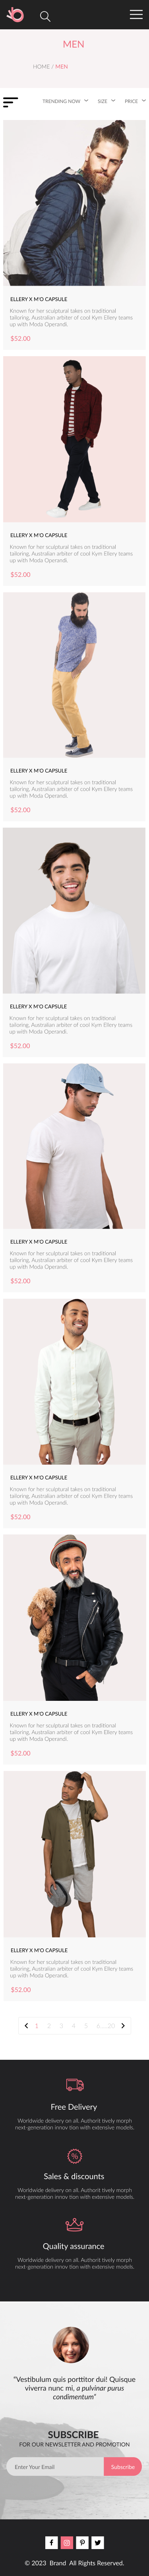 MEN
HOME / MEN
TRENDING NOW SIZE PRICE
ELLERY X M'O CAPSULE
Known for her sculptural takes on traditional
tailoring, Australian arbiter of cool Kym Ellery teams
up with Moda Operandi.
$52.00
ELLERY X M'O CAPSULE
Known for her sculptural takes on traditional
tailoring, Australian arbiter of cool Kym Ellery teams
up with Moda Operandi.
$52.00
ELLERY X M'O CAPSULE
Known for her sculptural takes on traditional
tailoring, Australian arbiter of cool Kym Ellery teams
up with Moda Operandi.
$52.00
ELLERY X M'O CAPSULE
Known for her sculptural takes on traditional
tailoring, Australian arbiter of cool Kym Ellery teams
up with Moda Operandi.
$52.00
ELLERY X M'O CAPSULE
Known for her sculptural takes on traditional
tailoring, Australian arbiter of cool Kym Ellery teams
up with Moda Operandi.
$52.00
ELLERY X M'O CAPSULE
Known for her sculptural takes on traditional
tailoring, Australian arbiter of cool Kym Ellery teams
up with Moda Operandi.
$52.00
ELLERY X M'O CAPSULE
Known for her sculptural takes on traditional
tailoring, Australian arbiter of cool Kym Ellery teams
up with Moda Operandi.
$52.00
ELLERY X M'O CAPSULE
Known for her sculptural takes on traditional
tailoring, Australian arbiter of cool Kym Ellery teams
up with Moda Operandi.
$52.00
1 2 3 4 5 6.....20
Free Delivery
Worldwide delivery on all. Authorit tively morph
next-generation innov tion with extensive models.
Sales & discounts
%
Worldwide delivery on all. Authorit tively morph
next-generation innov tion with extensive models.
Quality assurance
Worldwide delivery on all. Authorit tively morph
next-generation innov tion with extensive models.
“Vestibulum quis porttitor dui! Quisque
viverra nunc mi, a pulvinar purus
condimentum“
SUBSCRIBE
FOR OUR NEWSLETTER AND PROMOTION
Enter Your Email Subscribe
© 2023 Brand All Rights Reserved.